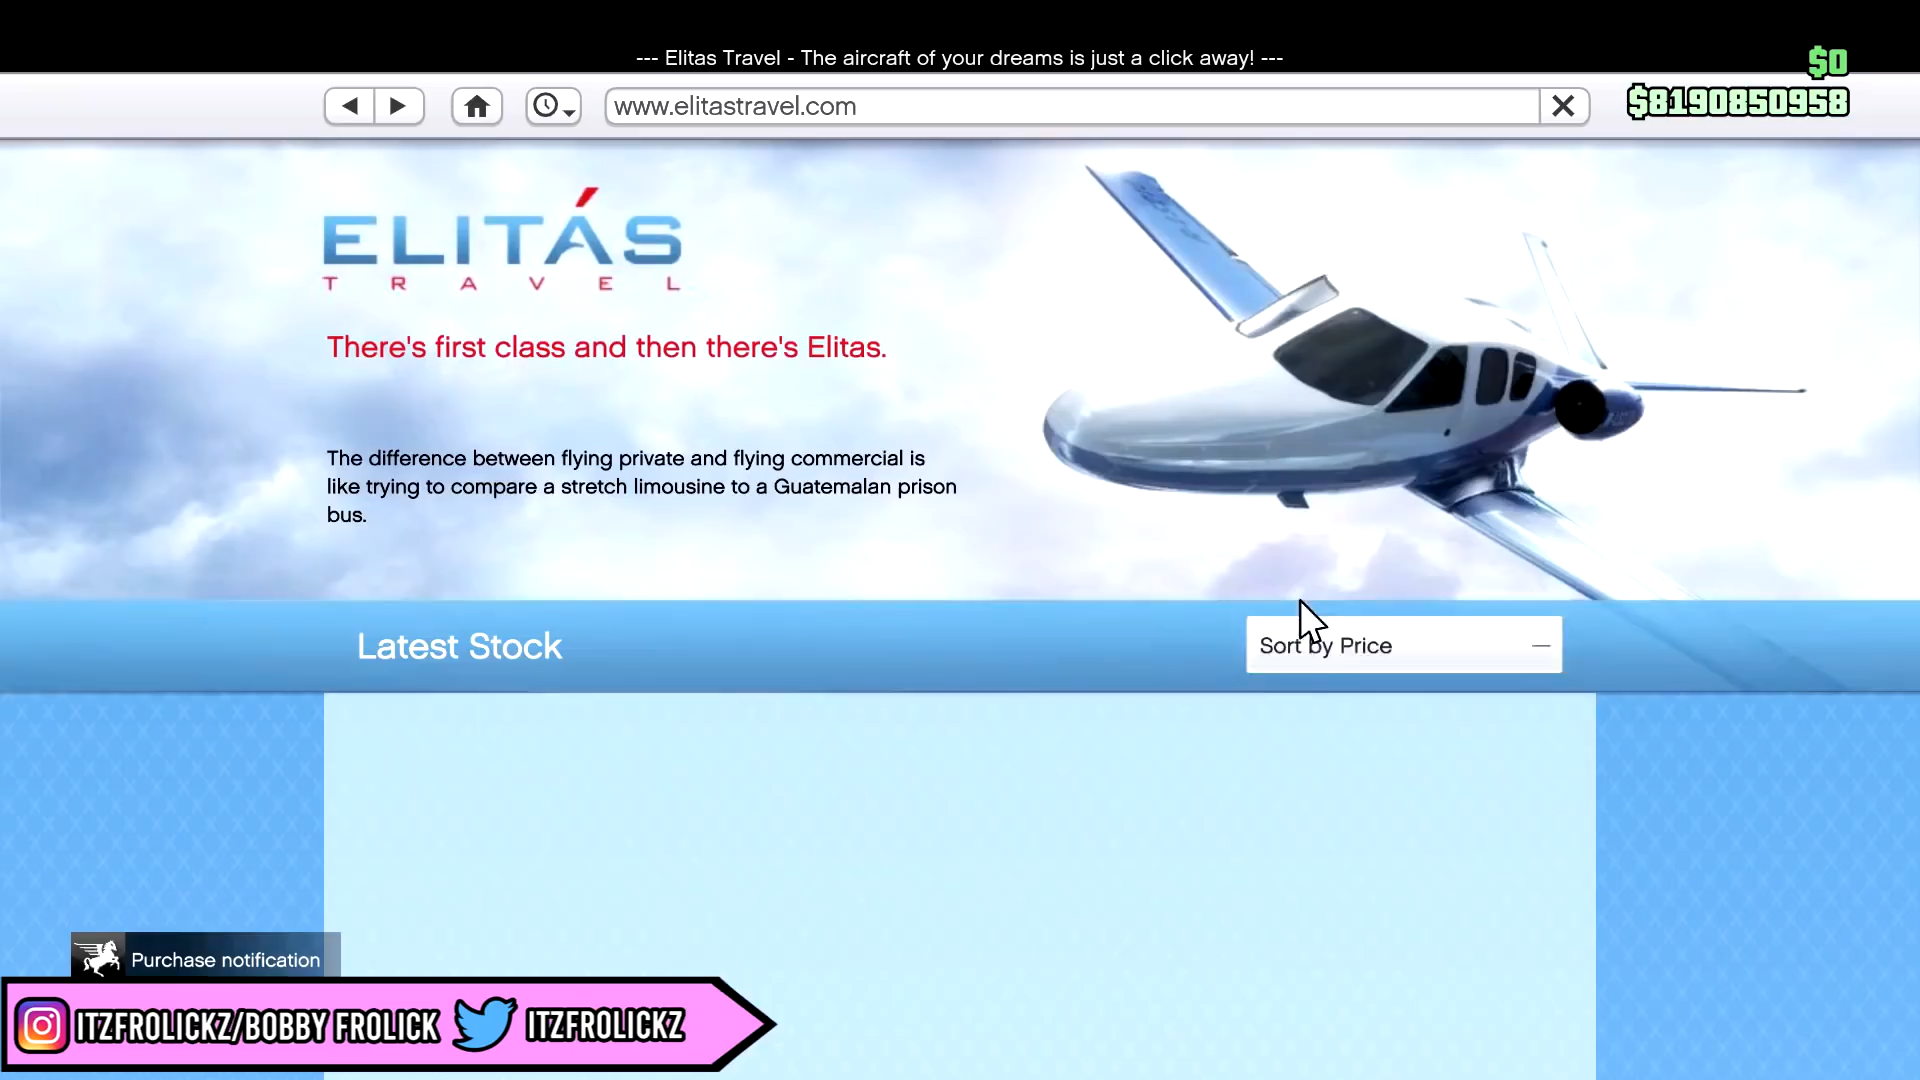 --- Elitas Travel - The aircraft of your dreams is just a click away! ---
$0
www.elitastravel.com
$8190850958
ELITÁS
TRAVEL
There's first class and then there's Elitas.
The difference between flying private and flying commercial is
like trying to compare a stretch limousine to a Guatemalan prison
bus.
Latest Stock
Sort by Price
Purchase notification
ITZFROLICKZ/BOBBY FROLICK ITZFROLICKZ